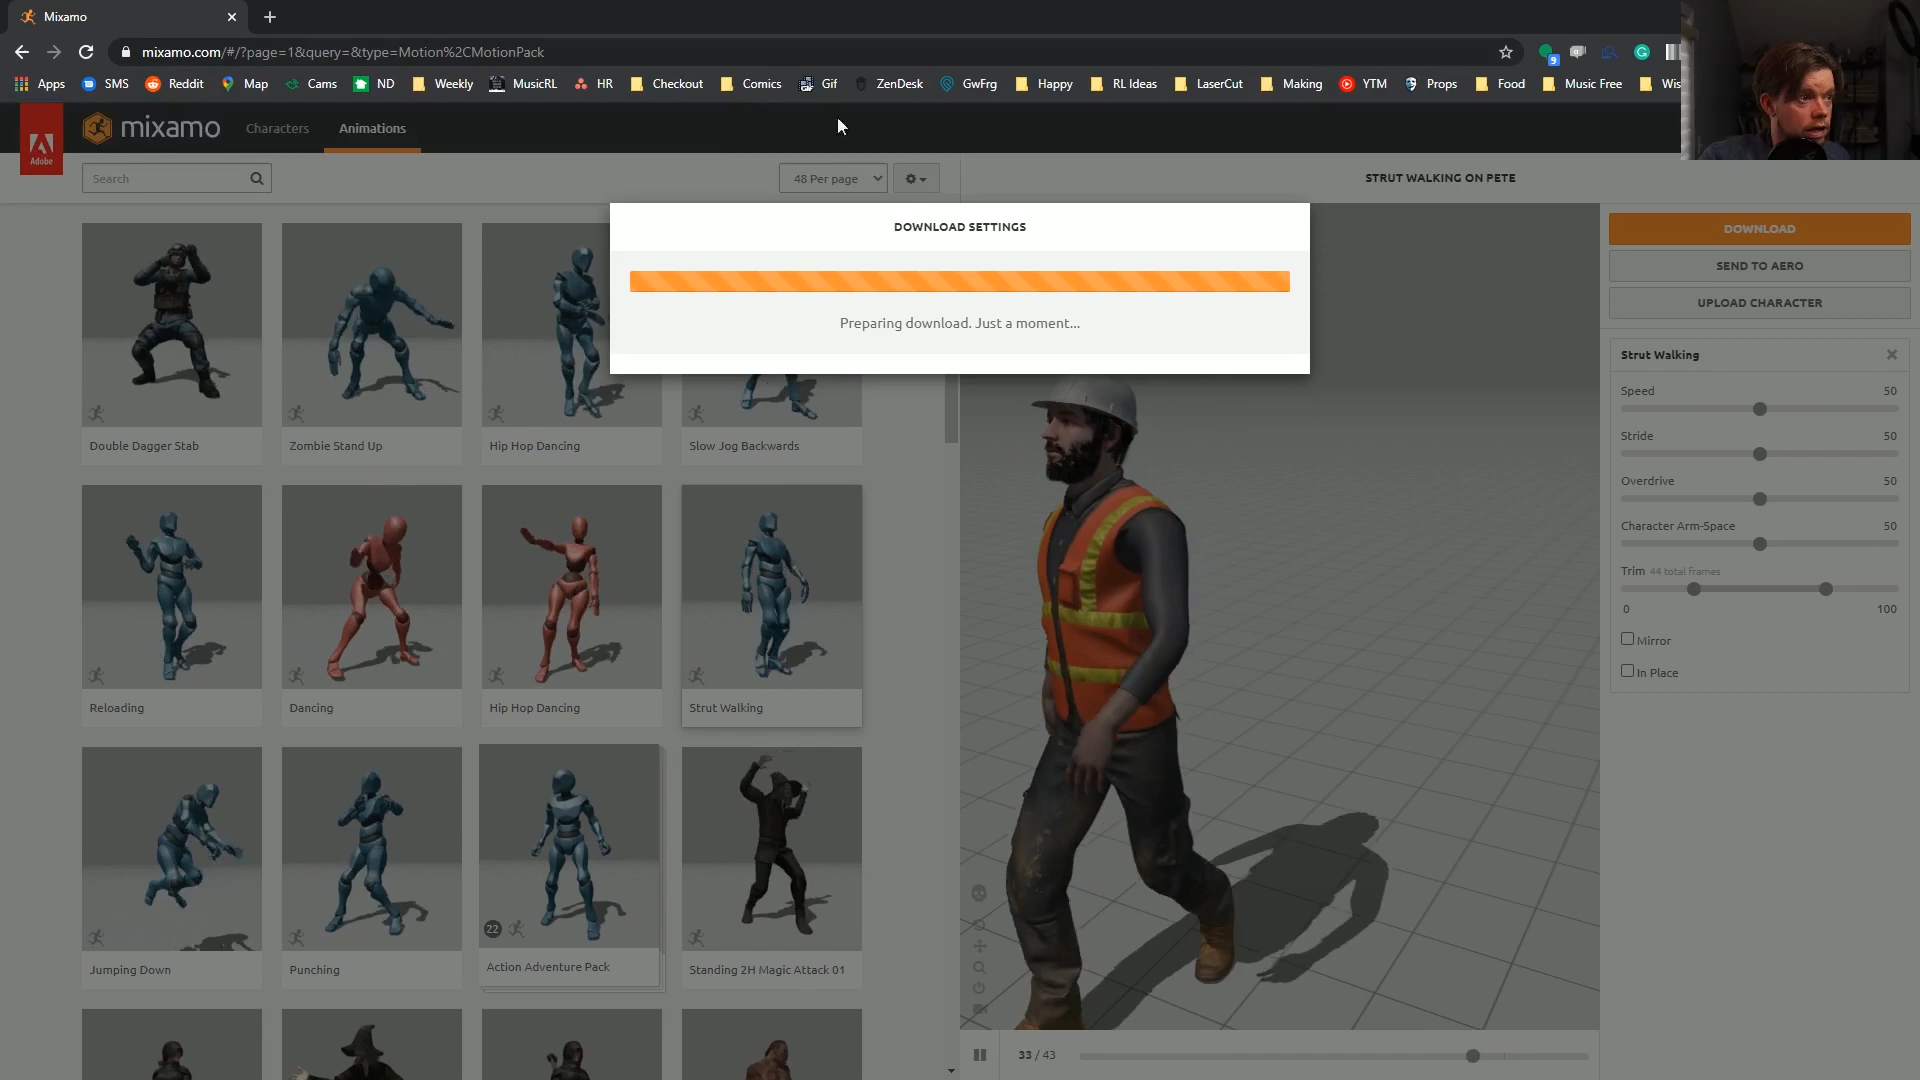 Mixamo
mixamo.com/#/?page=1&query=&type=Motion%2CMotionPack
9
Apps
SMS
Reddit
Map
Cams
ND
Weekly
MusicRL
HR
Checkout
Comics
Gif
ZenDesk
GwFrg
Happy
RL Ideas
LaserCut
Making
YTM
Props
Food
Music Free
Wis
Adobe
mixamo
Characters
Animations
Search
48 Per page
STRUT WALKING ON PETE
DOWNLOAD SETTINGS
Preparing download. Just a moment...
DOWNLOAD
SEND TO AERO
UPLOAD CHARACTER
Strut Walking
Speed
50
Stride
50
Overdrive
50
Character Arm-Space
50
Trim 44 total frames
0
100
Mirror
In Place
Double Dagger Stab
Zombie Stand Up
Hip Hop Dancing
Slow Jog Backwards
Reloading
Dancing
Hip Hop Dancing
Strut Walking
22
Jumping Down
Punching
Action Adventure Pack
Standing 2H Magic Attack 01
33 / 43